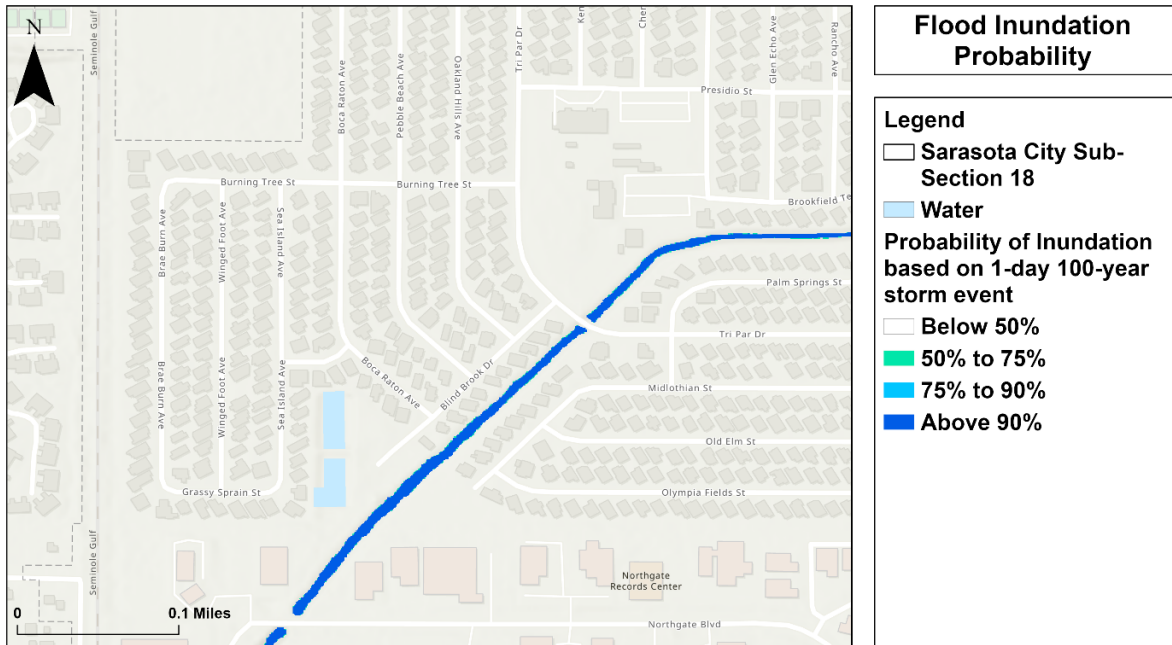 N
Seminole Gulf
Boca Raton Ave
Pebble Beach Ave
Oakland Hills Ave
Tri Par Dr
Ken
Cher
Glen Echo Ave
Rancho Ave
Presidio St
Burning Tree St
Burning Tree St
Brookfield Te
Brae Burn Ave
Winged Foot Ave
Sea Island Ave
Palm Springs St
Tri Par Dr
Brae Burn Ave
Winged Foot Ave
Sea Island Ave
Boca Raton Ave
Blind Brook Dr
Midlothian St
Old Elm St
Grassy Sprain St
Olympia Fields St
Seminole Gulf
Northgate
Records Center
Northgate Blvd
0
0.1 Miles
Flood Inundation
Probability
Legend
Sarasota City Sub-
Section 18
Water
Probability of Inundation
based on 1-day 100-year
storm event
Below 50%
50% to 75%
75% to 90%
Above 90%